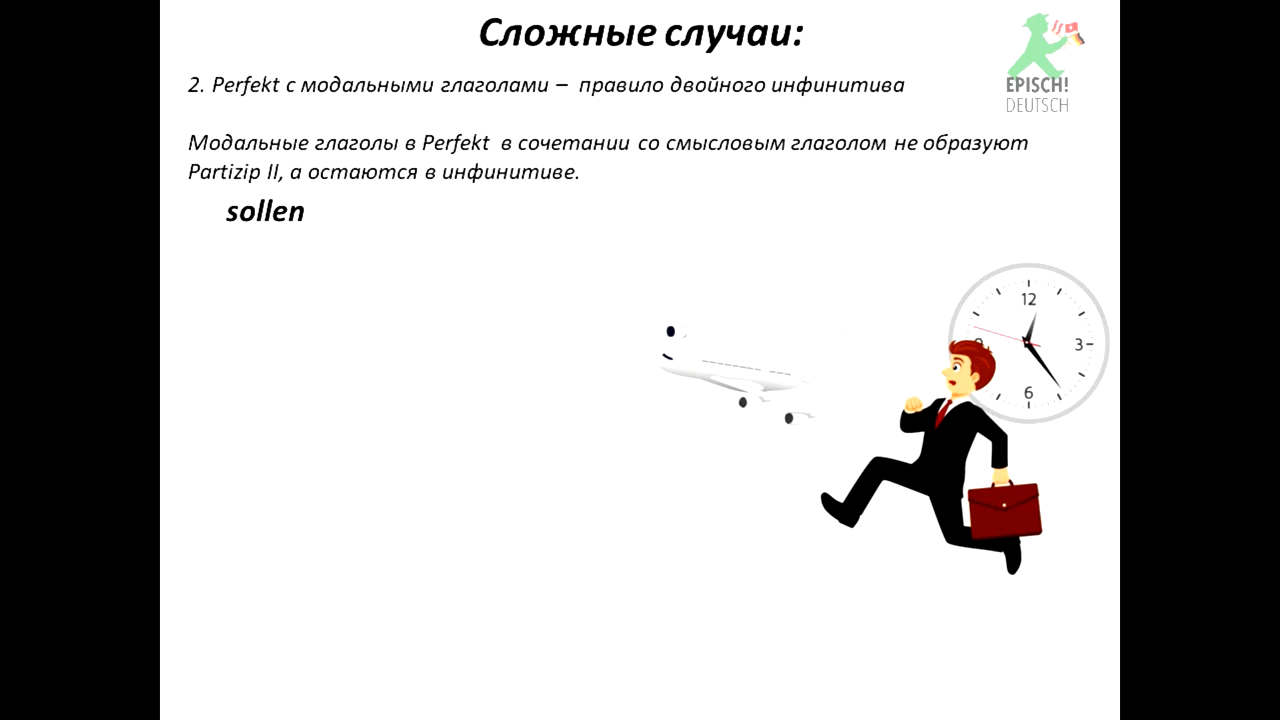 Сложные случаи:
2. Perfekt с модальными глаголами – правило двойного инфинитива
EPISCH!
DEUTSCH
Модальные глаголы в Perfekt в сочетании со смысловым глаголом не образуют
Partizip II, а остаются в инфинитиве.
sollen
12
3
6